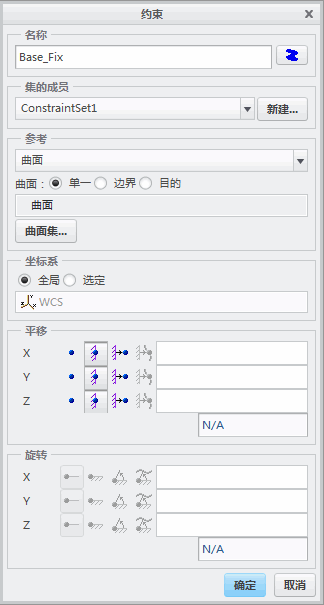 约束
名称
Base_Fix
集的成员
ConstraintSet1 新建...
参考
曲面
曲面 : 单一 边界 目的
曲面
曲面集...
坐标系
全局 选定
WCS
平移
X
Y
Z
N/A
旋转
X
Y
Z
N/A
确定 取消